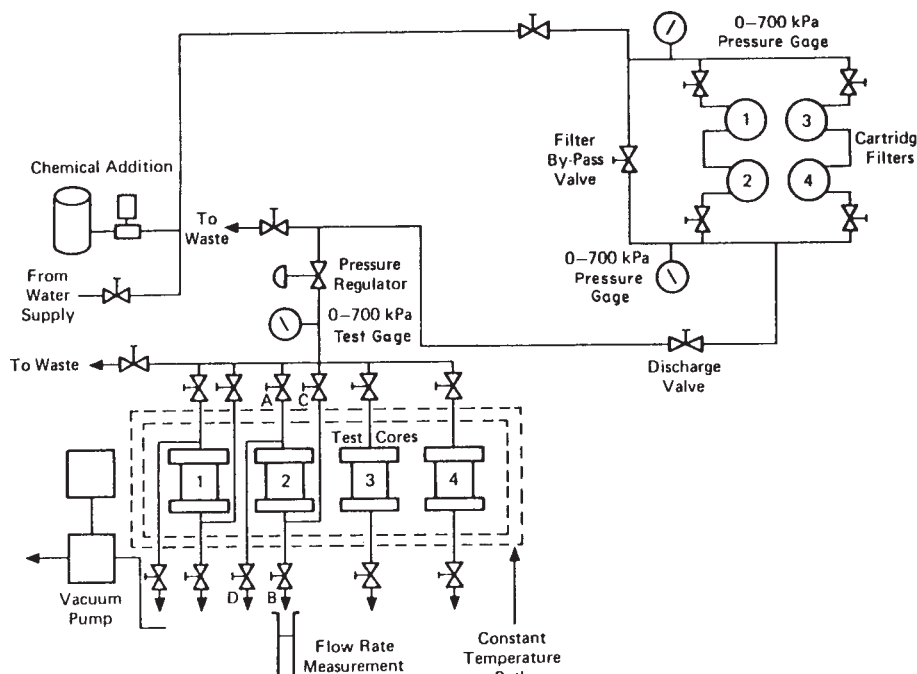 0–700 kPa
Pressure Gage
1
3
Filter
By-Pass
Valve
Cartridg
Filters
2
4
Chemical Addition
To
Waste
From
Water
Supply
Pressure
Regulator
0–700 kPa
Pressure
Gage
0–700 kPa
Test Gage
To Waste
Discharge
Valve
A
C
Test Cores
1
2
3
4
Vacuum
Pump
D
B
Flow Rate
Measurement
Constant
Temperature